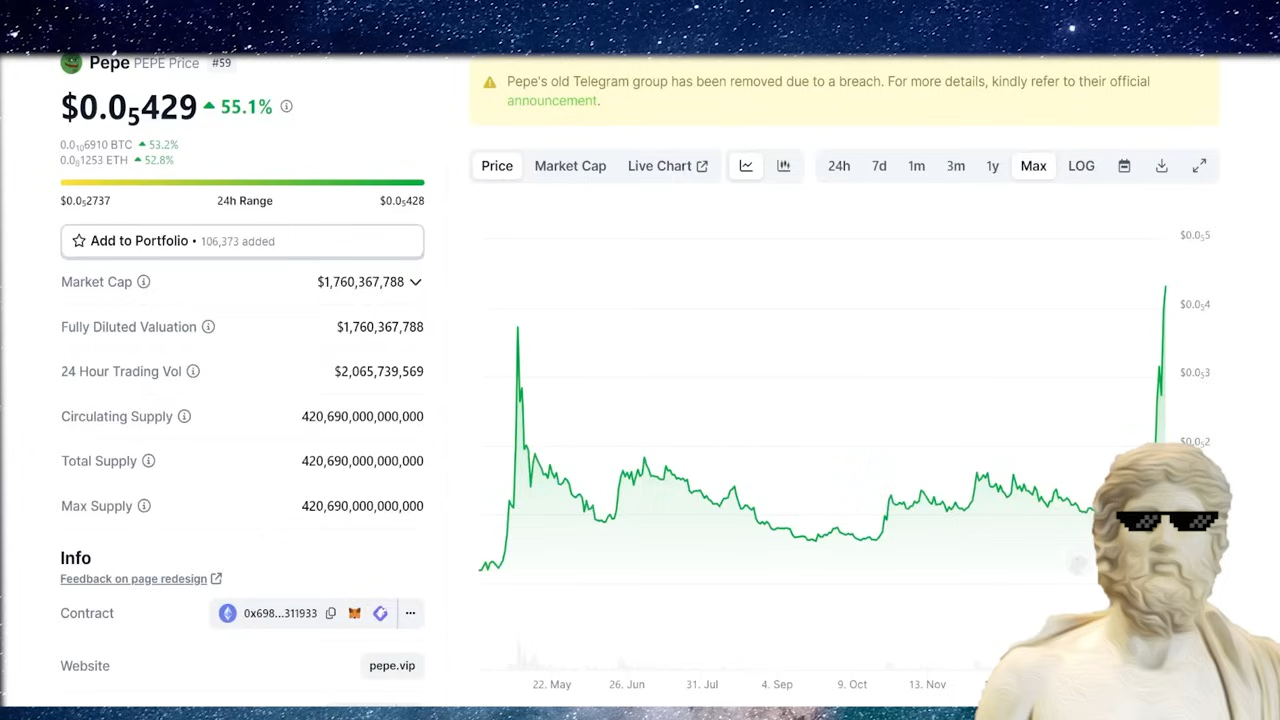 Pepe PEPE Price #59
$0.0₅429 ▲ 55.1%
0.0₁₀6910 BTC ▲ 53.2%
0.0₈1253 ETH ▲ 52.8%
$0.0₅2737 24h Range $0.0₅428
Add to Portfolio • 106,373 added
Market Cap $1,760,367,788
Fully Diluted Valuation $1,760,367,788
24 Hour Trading Vol $2,065,739,569
Circulating Supply 420,690,000,000,000
Total Supply 420,690,000,000,000
Max Supply 420,690,000,000,000
Info
Feedback on page redesign
Contract 0x698...311933 ...
Website pepe.vip
Pepe's old Telegram group has been removed due to a breach. For more details, kindly refer to their official
announcement.
Price Market Cap Live Chart 24h 7d 1m 3m 1y Max LOG
$0.0₅5
$0.0₅4
$0.0₅3
$0.0₅2
22. May 26. Jun 31. Jul 4. Sep 9. Oct 13. Nov